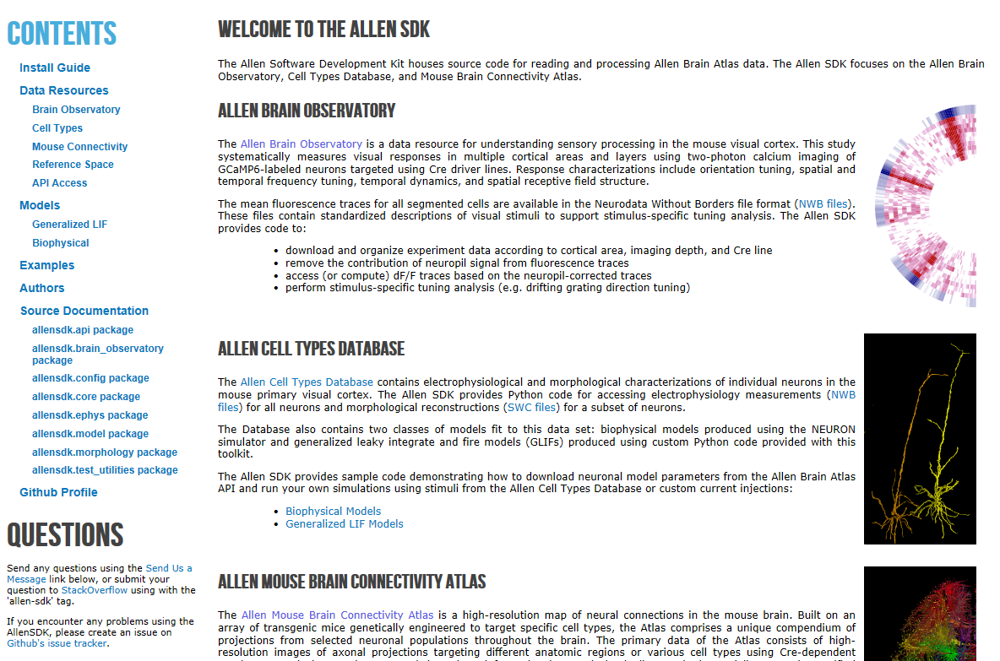 CONTENTS
Install Guide
Data Resources
Brain Observatory
Cell Types
Mouse Connectivity
Reference Space
API Access
Models
Generalized LIF
Biophysical
Examples
Authors
Source Documentation
allensdk.api package
allensdk.brain_observatory
package
allensdk.config package
allensdk.core package
allensdk.ephys package
allensdk.model package
allensdk.morphology package
allensdk.test_utilities package
Github Profile
QUESTIONS
Send any questions using the Send Us a
Message link below, or submit your
question to StackOverflow using with the
'allen-sdk' tag.
If you encounter any problems using the
AllenSDK, please create an issue on
Github's issue tracker.
WELCOME TO THE ALLEN SDK
The Allen Software Development Kit houses source code for reading and processing Allen Brain Atlas data. The Allen SDK focuses on the Allen Brain
Observatory, Cell Types Database, and Mouse Brain Connectivity Atlas.
ALLEN BRAIN OBSERVATORY
The Allen Brain Observatory is a data resource for understanding sensory processing in the mouse visual cortex. This study
systematically measures visual responses in multiple cortical areas and layers using two-photon calcium imaging of
GCaMP6-labeled neurons targeted using Cre driver lines. Response characterizations include orientation tuning, spatial and
temporal frequency tuning, temporal dynamics, and spatial receptive field structure.
The mean fluorescence traces for all segmented cells are available in the Neurodata Without Borders file format (NWB files).
These files contain standardized descriptions of visual stimuli to support stimulus-specific tuning analysis. The Allen SDK
provides code to:
• download and organize experiment data according to cortical area, imaging depth, and Cre line
• remove the contribution of neuropil signal from fluorescence traces
• access (or compute) dF/F traces based on the neuropil-corrected traces
• perform stimulus-specific tuning analysis (e.g. drifting grating direction tuning)
ALLEN CELL TYPES DATABASE
The Allen Cell Types Database contains electrophysiological and morphological characterizations of individual neurons in the
mouse primary visual cortex. The Allen SDK provides Python code for accessing electrophysiology measurements (NWB
files) for all neurons and morphological reconstructions (SWC files) for a subset of neurons.
The Database also contains two classes of models fit to this data set: biophysical models produced using the NEURON
simulator and generalized leaky integrate and fire models (GLIFs) produced using custom Python code provided with this
toolkit.
The Allen SDK provides sample code demonstrating how to download neuronal model parameters from the Allen Brain Atlas
API and run your own simulations using stimuli from the Allen Cell Types Database or custom current injections:
• Biophysical Models
• Generalized LIF Models
ALLEN MOUSE BRAIN CONNECTIVITY ATLAS
The Allen Mouse Brain Connectivity Atlas is a high-resolution map of neural connections in the mouse brain. Built on an
array of transgenic mice genetically engineered to target specific cell types, the Atlas comprises a unique compendium of
projections from selected neuronal populations throughout the brain. The primary data of the Atlas consists of high-
resolution images of axonal projections targeting different anatomic regions or various cell types using Cre-dependent